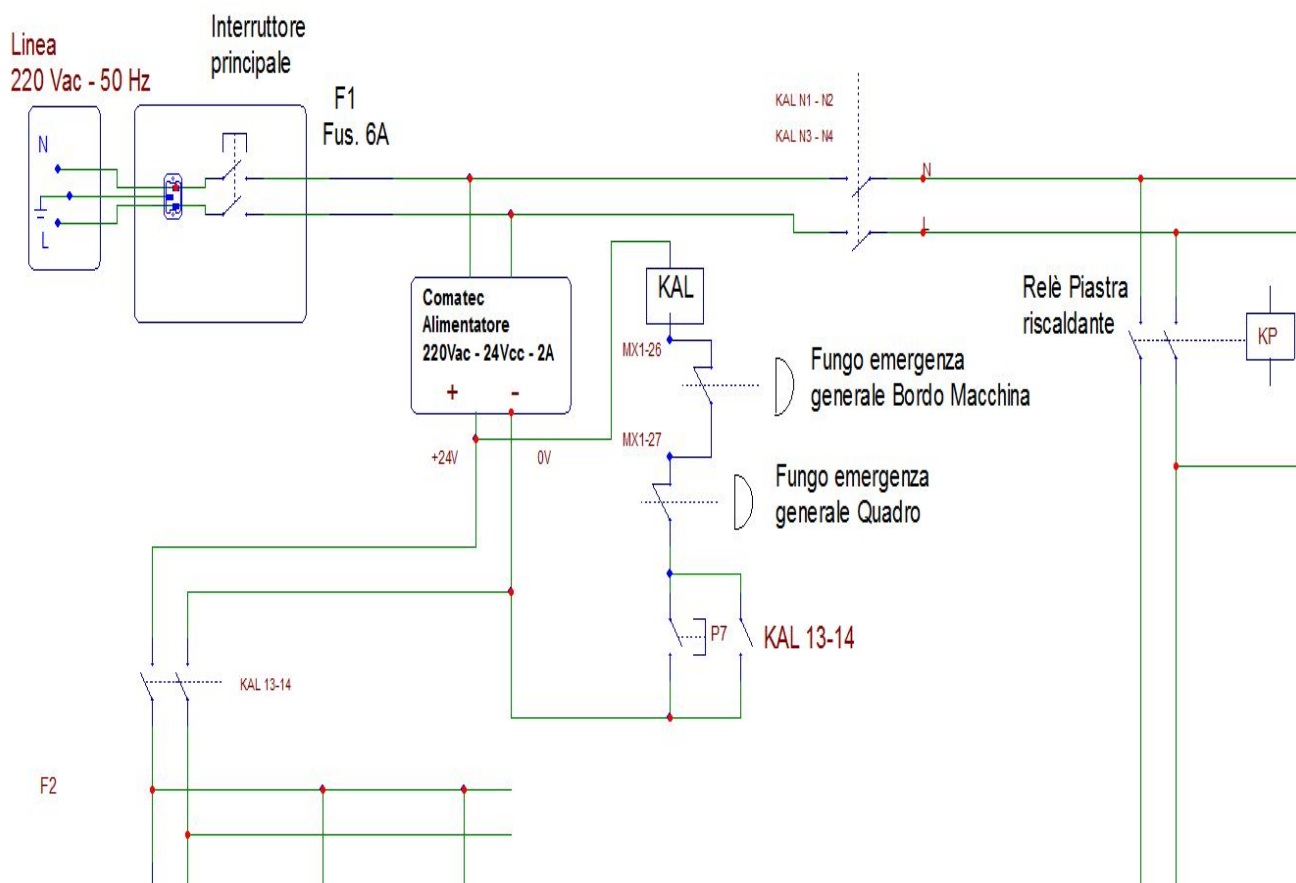 Linea
220 Vac - 50 Hz
Interruttore
principale
F1
Fus. 6A
N
L
KAL N1 - N2
KAL N3 - N4
N
L
Comatec
Alimentatore
220Vac - 24Vcc - 2A
+ -
+24V 0V
KAL
MX1-26
MX1-27
Fungo emergenza
generale Bordo Macchina
Fungo emergenza
generale Quadro
Relè Piastra
riscaldante
KP
P7
KAL 13-14
KAL 13-14
F2